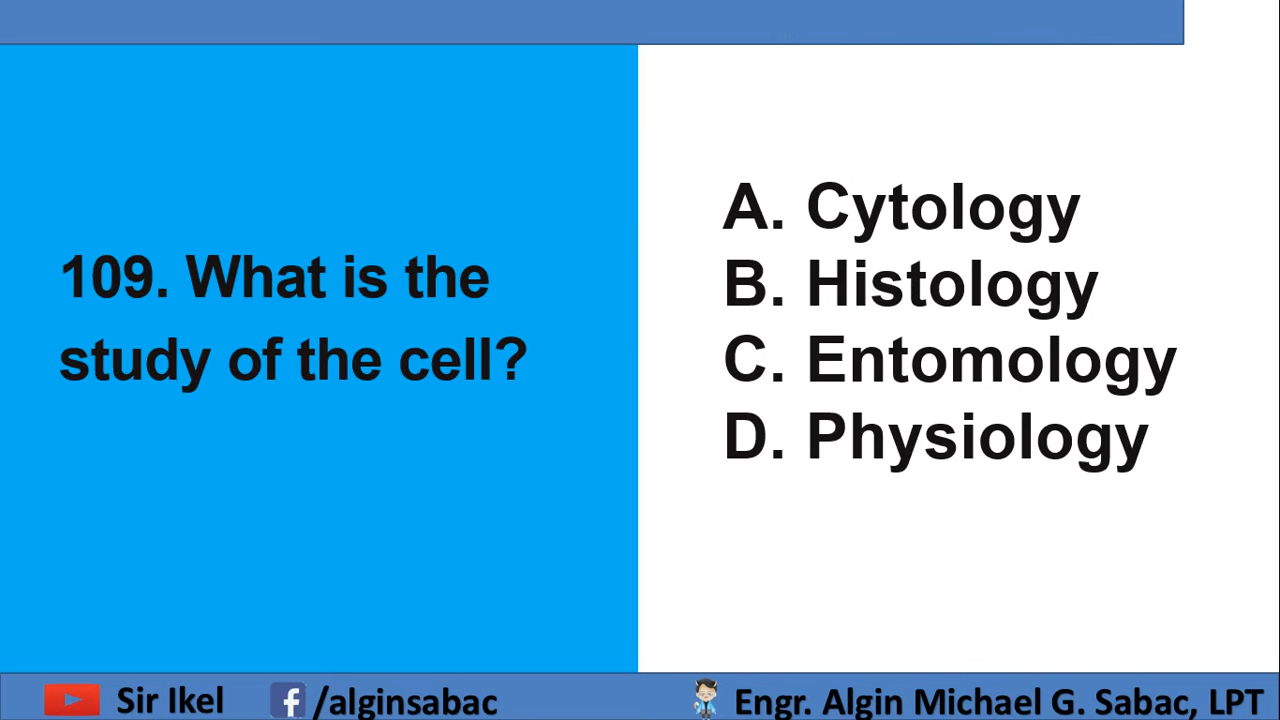 109. What is the
study of the cell?
A. Cytology
B. Histology
C. Entomology
D. Physiology
Sir Ikel
/alginsabac
Engr. Algin Michael G. Sabac, LPT